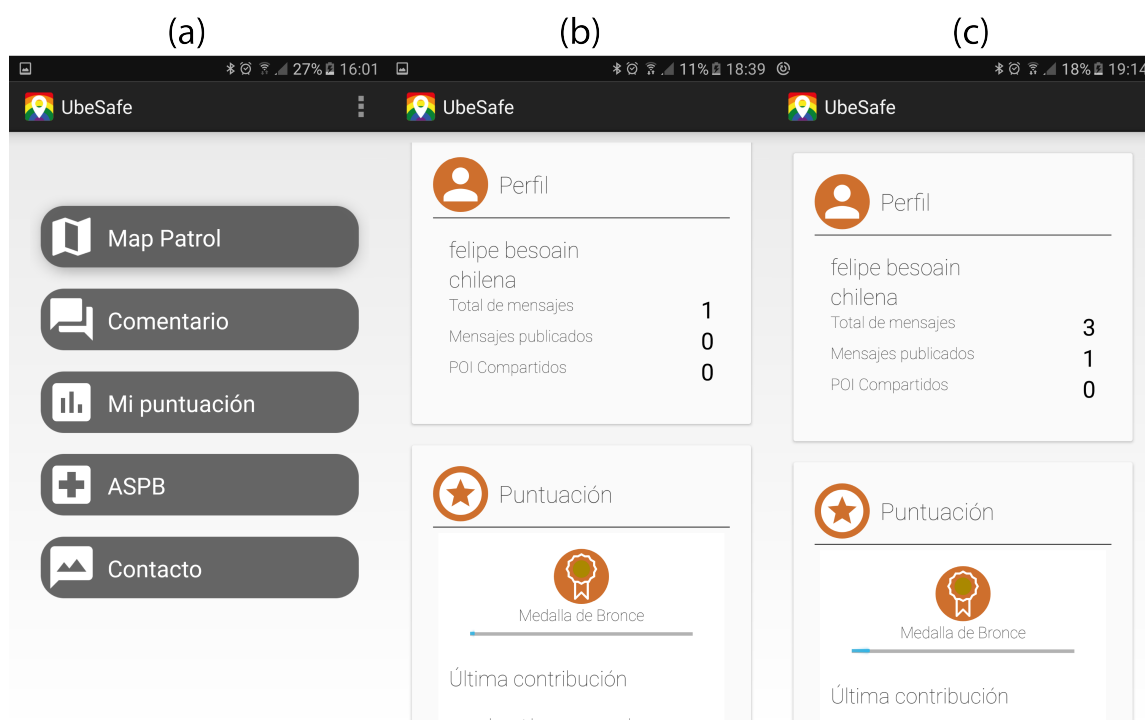 (a)
27% 16:01
UbeSafe
Map Patrol
Comentario
Mi puntuación
ASPB
Contacto
(b)
11% 18:39
UbeSafe
Perfil
felipe besoain
chilena
Total de mensajes 1
Mensajes publicados 0
POI Compartidos 0
Puntuación
Medalla de Bronce
Última contribución
(c)
18% 19:14
UbeSafe
Perfil
felipe besoain
chilena
Total de mensajes 3
Mensajes publicados 1
POI Compartidos 0
Puntuación
Medalla de Bronce
Última contribución